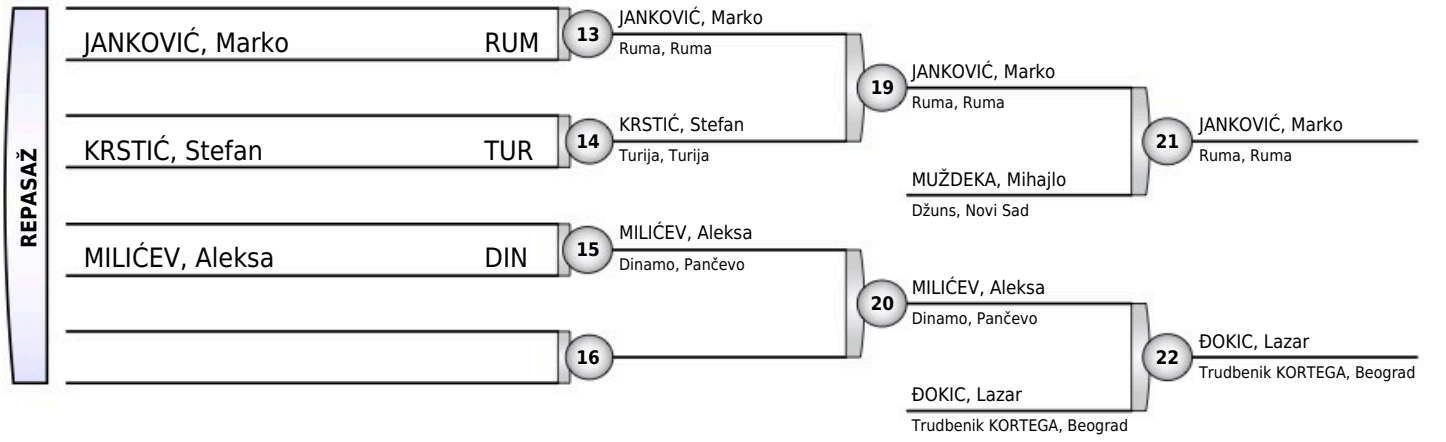 REPASAŽ
JANKOVIĆ, Marko RUM
13
JANKOVIĆ, Marko
Ruma, Ruma
KRSTIĆ, Stefan TUR
14
KRSTIĆ, Stefan
Turija, Turija
19
JANKOVIĆ, Marko
Ruma, Ruma
MUŽDEKA, Mihajlo
Džuns, Novi Sad
21
JANKOVIĆ, Marko
Ruma, Ruma
MILIĆEV, Aleksa DIN
15
MILIĆEV, Aleksa
Dinamo, Pančevo
16
20
MILIĆEV, Aleksa
Dinamo, Pančevo
ĐOKIC, Lazar
Trudbenik KORTEGA, Beograd
22
ĐOKIC, Lazar
Trudbenik KORTEGA, Beograd